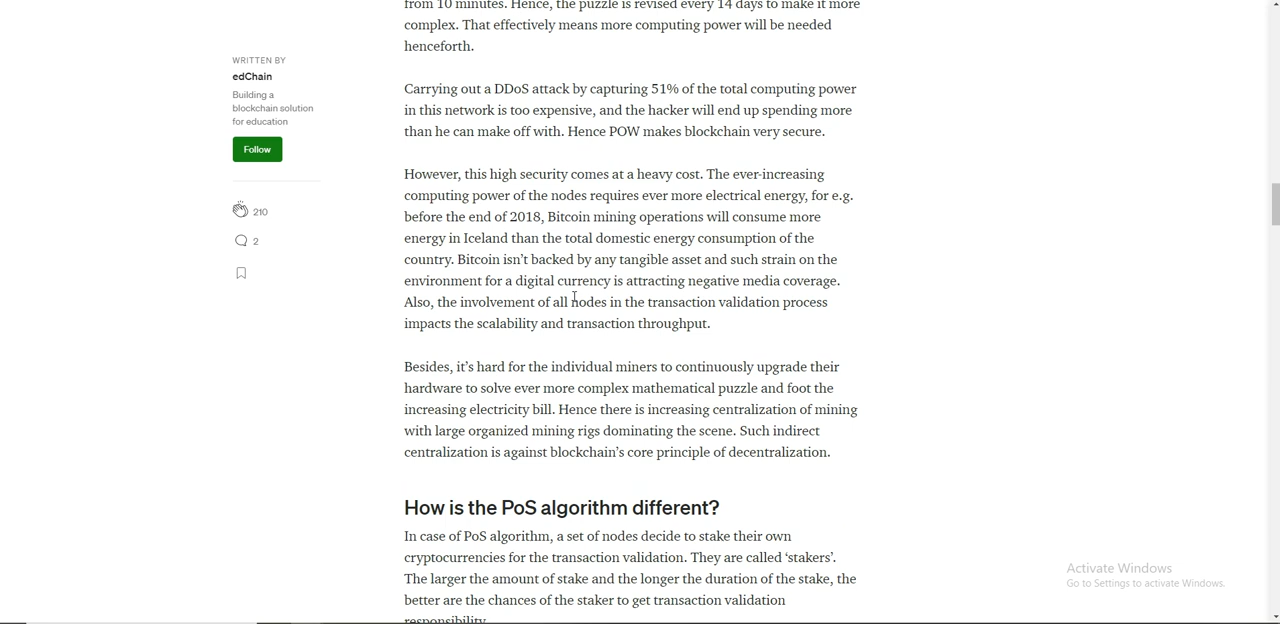 from 10 minutes. Hence, the puzzle is revised every 14 days to make it more
complex. That effectively means more computing power will be needed
henceforth.
WRITTEN BY
edChain
Building a
blockchain solution
for education
Follow
210
2
Carrying out a DDoS attack by capturing 51% of the total computing power
in this network is too expensive, and the hacker will end up spending more
than he can make off with. Hence POW makes blockchain very secure.
However, this high security comes at a heavy cost. The ever-increasing
computing power of the nodes requires ever more electrical energy, for e.g.
before the end of 2018, Bitcoin mining operations will consume more
energy in Iceland than the total domestic energy consumption of the
country. Bitcoin isn’t backed by any tangible asset and such strain on the
environment for a digital currency is attracting negative media coverage.
Also, the involvement of all nodes in the transaction validation process
impacts the scalability and transaction throughput.
Besides, it’s hard for the individual miners to continuously upgrade their
hardware to solve ever more complex mathematical puzzle and foot the
increasing electricity bill. Hence there is increasing centralization of mining
with large organized mining rigs dominating the scene. Such indirect
centralization is against blockchain’s core principle of decentralization.
How is the PoS algorithm different?
In case of PoS algorithm, a set of nodes decide to stake their own
cryptocurrencies for the transaction validation. They are called ‘stakers’.
The larger the amount of stake and the longer the duration of the stake, the
better are the chances of the staker to get transaction validation
responsibility.
Activate Windows
Go to Settings to activate Windows.